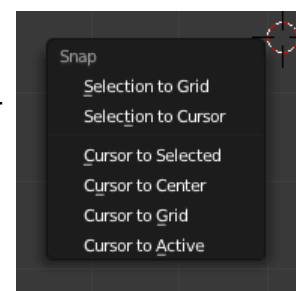 Snap
Selection to Grid
Selection to Cursor
Cursor to Selected
Cursor to Center
Cursor to Grid
Cursor to Active